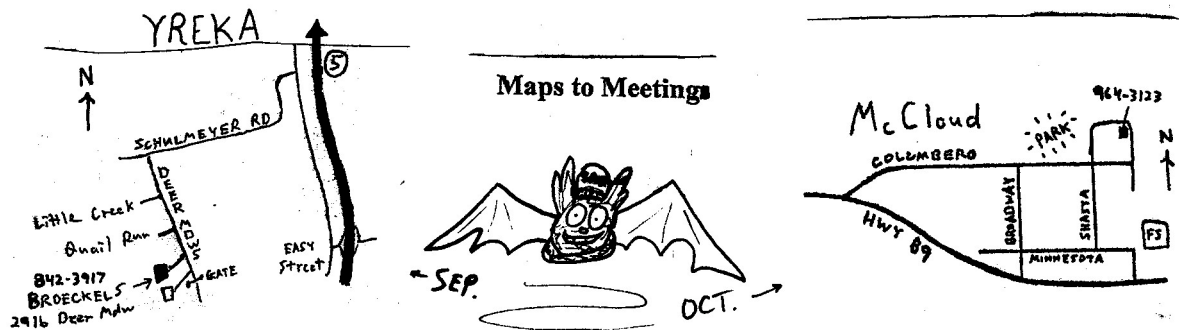 YREKA
5
N
SCHULMEYER RD
DEER MDW
Little Creek
Quail Run
842-3917
BROECKELS
2916 Deer Mdw
GATE
EASY
Street
Maps to Meetings
← SEP.
OCT. →
964-3123
McCloud
PARK
N
COLUMBERO
BROADWAY
SHASTA
HWY 89
FS
MINNESOTA